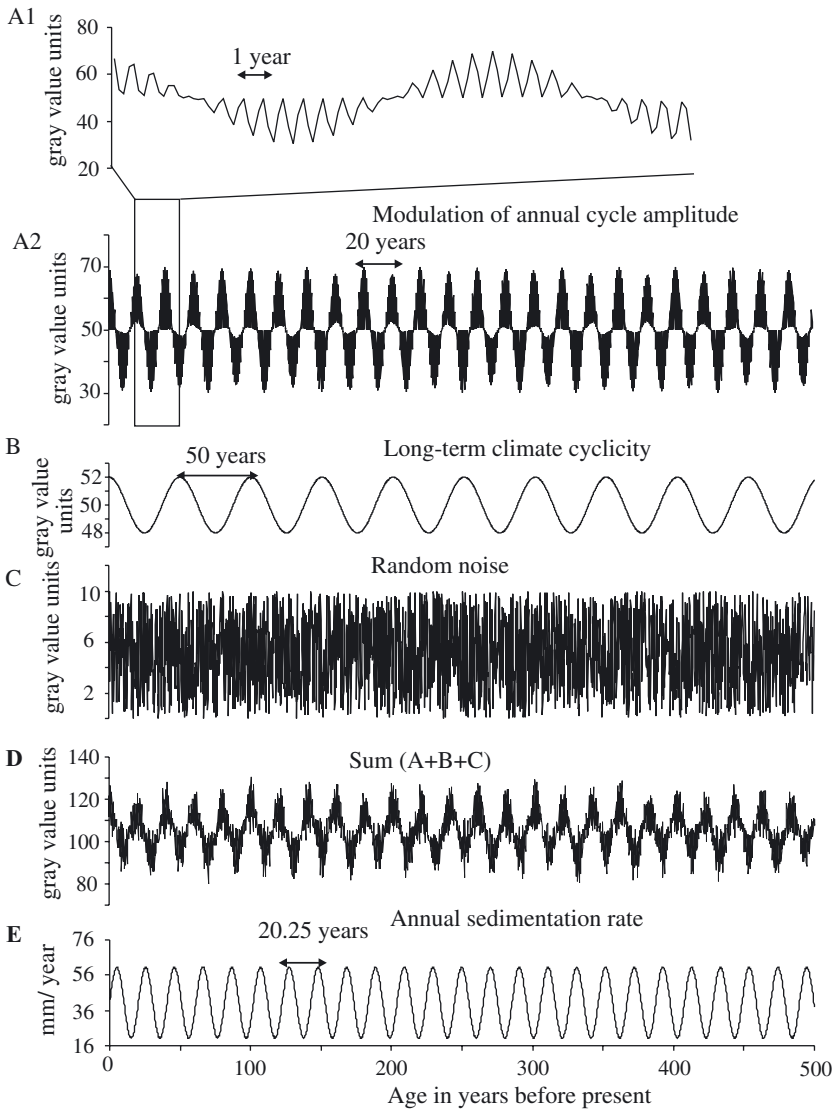 A1
gray value units
80
60
40
20
1 year
Modulation of annual cycle amplitude
A2
gray value units
70
50
30
20 years
B
Long-term climate cyclicity
gray value
units
52
50
48
50 years
Random noise
C
gray value units
10
6
2
D
Sum (A+B+C)
gray value units
140
120
100
80
Annual sedimentation rate
E
20.25 years
mm/ year
76
56
36
16
0
100
200
300
400
500
Age in years before present